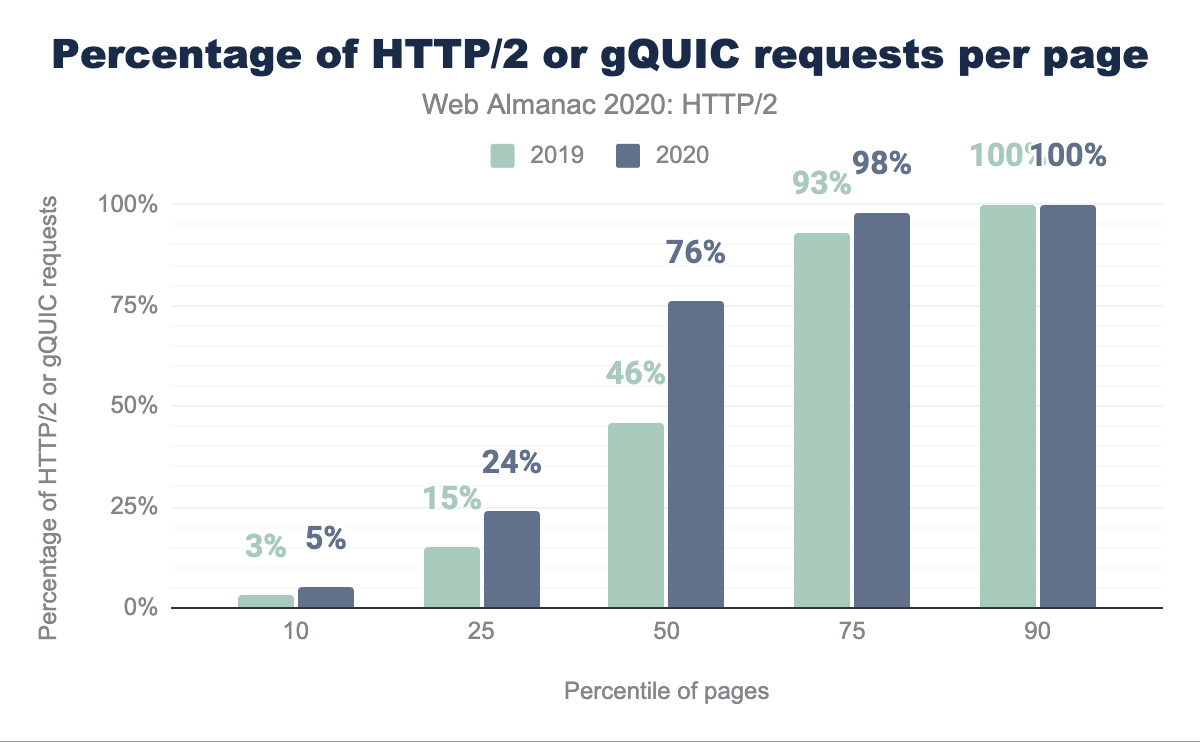 Percentage of HTTP/2 or gQUIC requests per page
Web Almanac 2020: HTTP/2
2019 2020
Percentage of HTTP/2 or gQUIC requests
100%
75%
50%
25%
0%
3% 5%
15% 24%
46% 76%
93% 98%
100% 100%
10 25 50 75 90
Percentile of pages